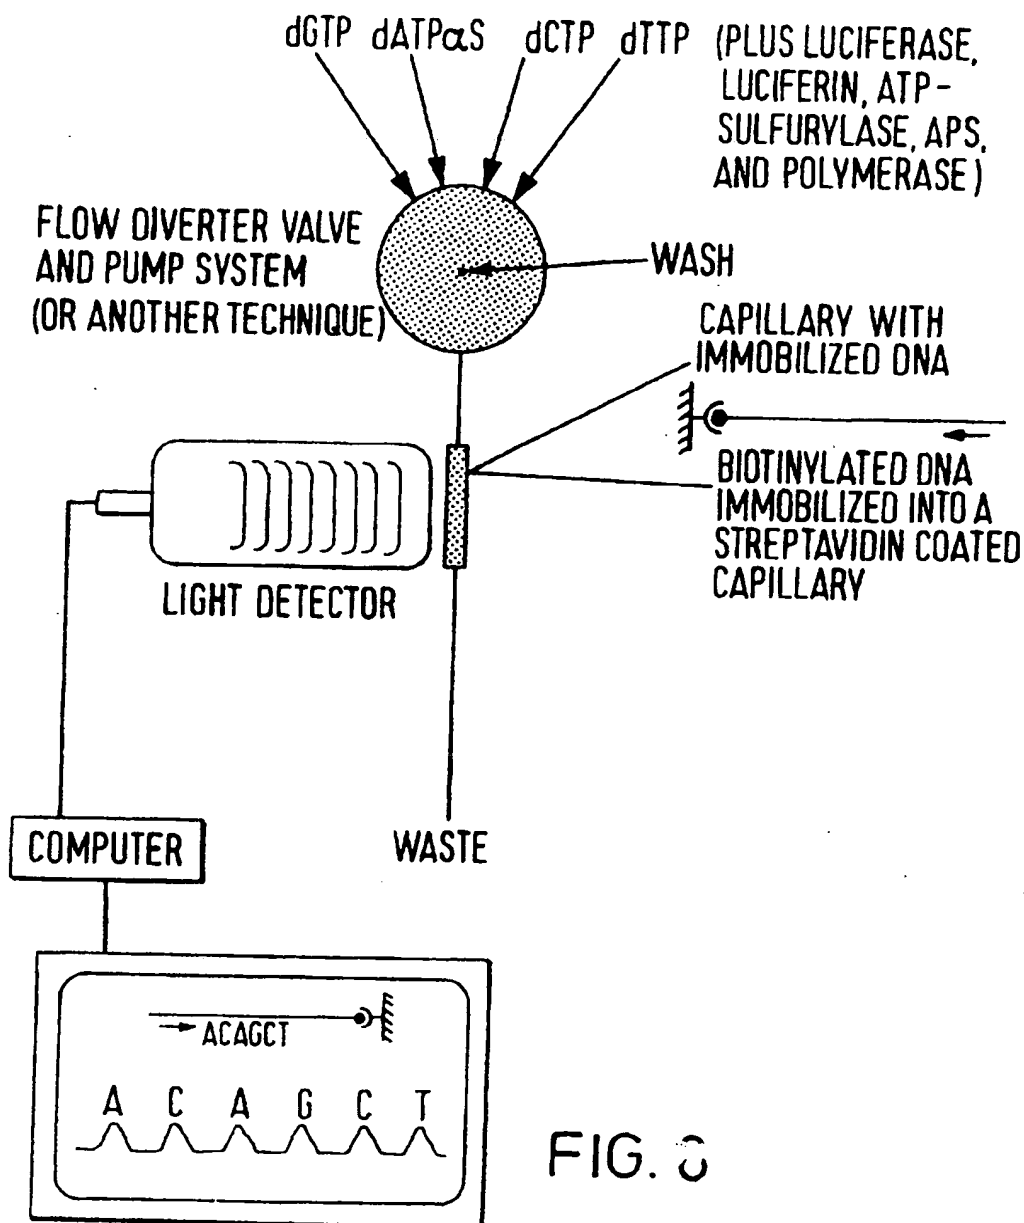 dGTP dATPαS dCTP dTTP (PLUS LUCIFERASE,
LUCIFERIN, ATP-
SULFURYLASE, APS,
AND POLYMERASE)
FLOW DIVERTER VALVE
AND PUMP SYSTEM
(OR ANOTHER TECHNIQUE)
WASH
CAPILLARY WITH
IMMOBILIZED DNA
BIOTINYLATED DNA
IMMOBILIZED INTO A
STREPTAVIDIN COATED
CAPILLARY
LIGHT DETECTOR
COMPUTER
WASTE
ACAGCT
A C A G C T
FIG.